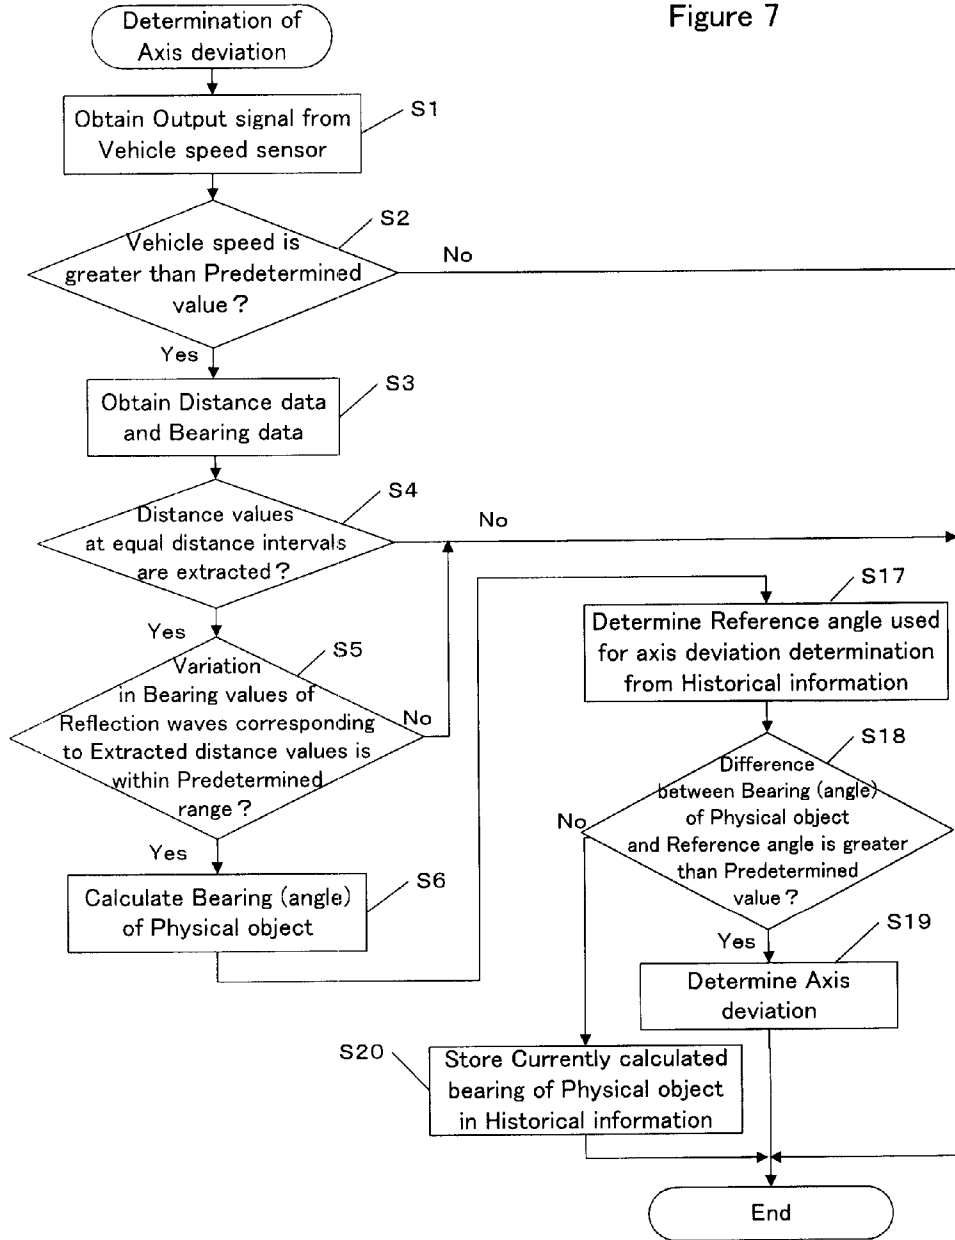 Figure 7
Determination of
Axis deviation
S1
Obtain Output signal from
Vehicle speed sensor
S2
Vehicle speed is
greater than Predetermined
value?
No
Yes
S3
Obtain Distance data
and Bearing data
S4
Distance values
at equal distance intervals
are extracted?
No
Yes
S5
Variation
in Bearing values of
Reflection waves corresponding
to Extracted distance values is
within Predetermined
range?
No
Yes
S6
Calculate Bearing (angle)
of Physical object
S17
Determine Reference angle used
for axis deviation determination
from Historical information
S18
Difference
between Bearing (angle)
of Physical object
and Reference angle is greater
than Predetermined
value?
No
Yes
S19
Determine Axis
deviation
S20
Store Currently calculated
bearing of Physical object
in Historical information
End